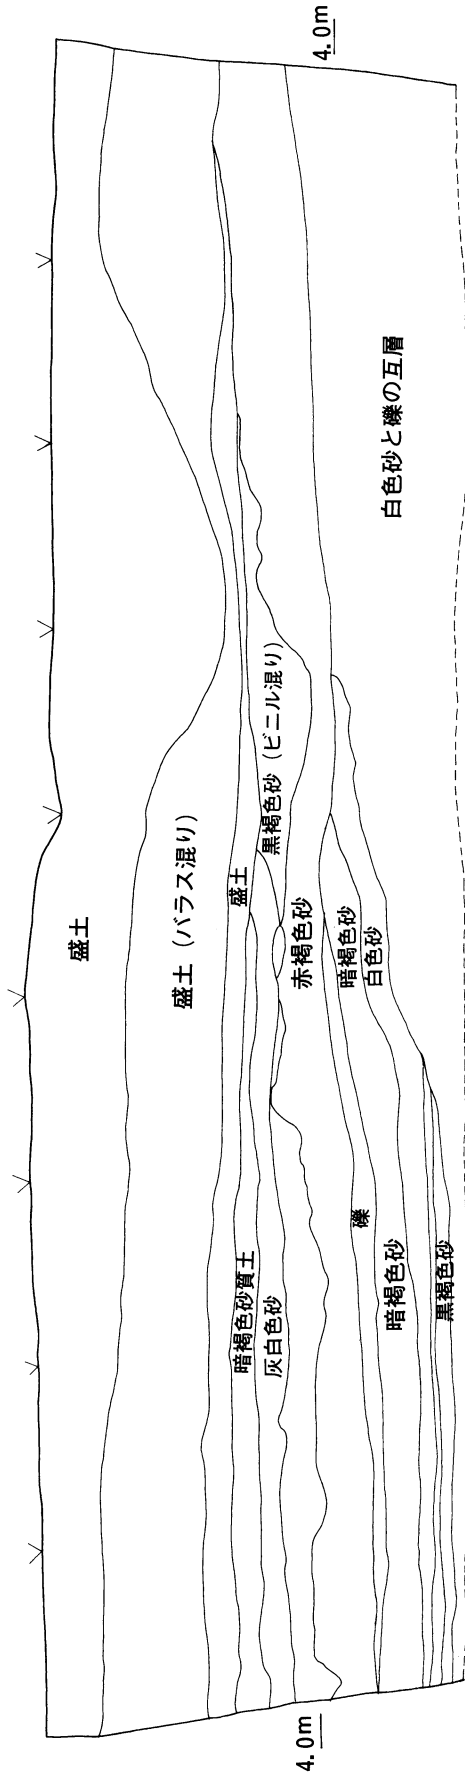 4.0m
盛土
盛土（バラス混り）
盛土
黒褐色砂（ビニル混り）
赤褐色砂
暗褐色砂
白色砂
白色砂と礫の互層
暗褐色砂質土
灰白色砂
礫
暗褐色砂
黒褐色砂
4.0m